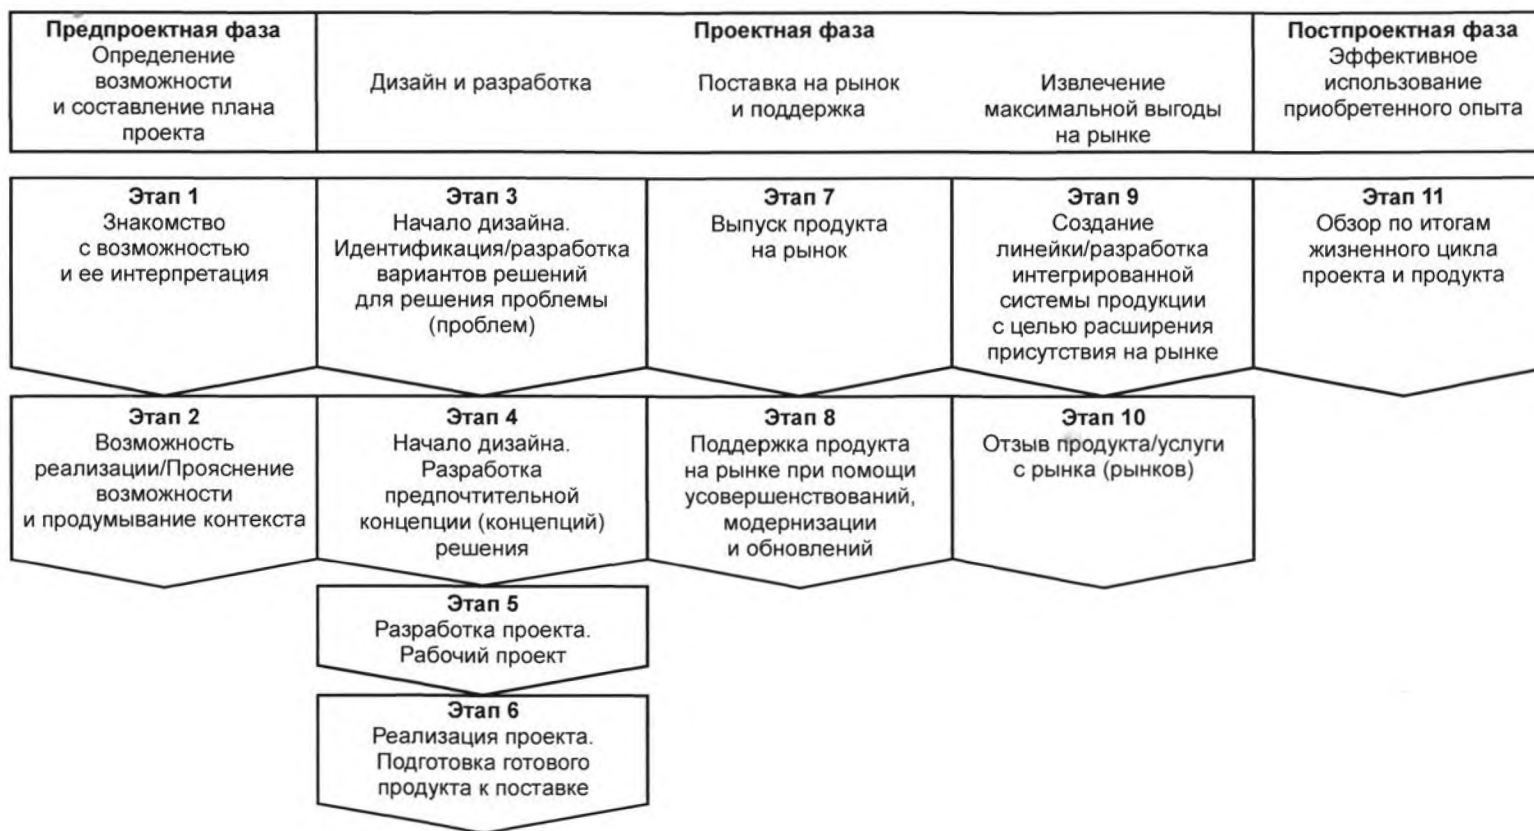 Предпроектная фаза
Определение
возможности
и составление плана
проекта
Проектная фаза
Дизайн и разработка
Поставка на рынок
и поддержка
Извлечение
максимальной выгоды
на рынке
Постпроектная фаза
Эффективное
использование
приобретенного опыта
Этап 1
Знакомство
с возможностью
и ее интерпретация
Этап 2
Возможность
реализации/Прояснение
возможности
и продумывание контекста
Этап 3
Начало дизайна.
Идентификация/разработка
вариантов решений
для решения проблемы
(проблем)
Этап 4
Начало дизайна.
Разработка
предпочтительной
концепции (концепций)
решения
Этап 5
Разработка проекта.
Рабочий проект
Этап 6
Реализация проекта.
Подготовка готового
продукта к поставке
Этап 7
Выпуск продукта
на рынок
Этап 8
Поддержка продукта
на рынке при помощи
усовершенствований,
модернизации
и обновлений
Этап 9
Создание
линейки/разработка
интегрированной
системы продукции
с целью расширения
присутствия на рынке
Этап 10
Отзыв продукта/услуги
с рынка (рынков)
Этап 11
Обзор по итогам
жизненного цикла
проекта и продукта